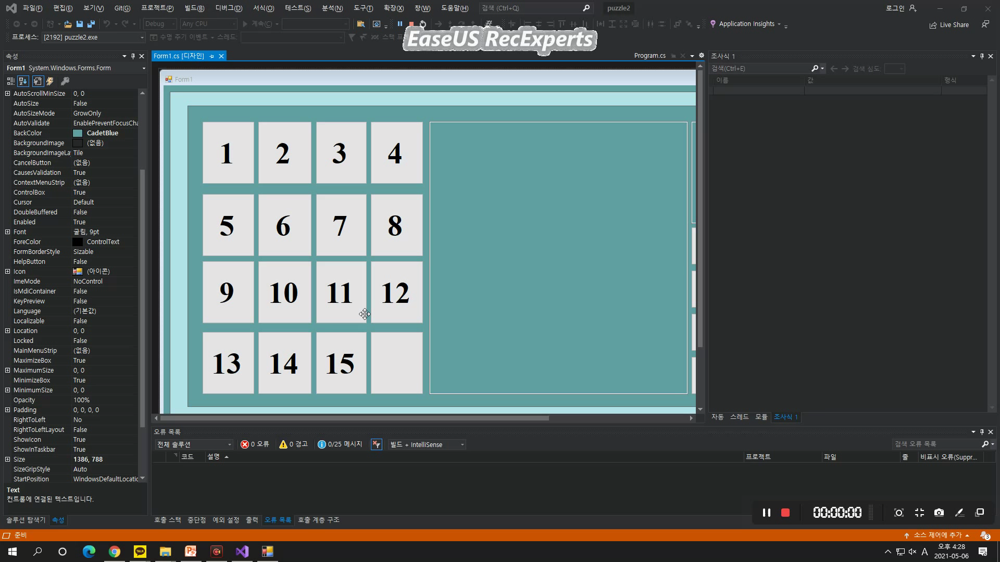 파일(F) 편집(E) 보기(V) Git(G) 프로젝트(P) 빌드(B) 디버그(D) 서식(O) 테스트(S) 분석(N) 도구(T) 확장(X) 창(W) 도움말(H) 검색 (Ctrl+Q) puzzle2 로그인
Debug Any CPU 계속(C) Application Insights Live Share
프로세스: [2192] puzzle2.exe 수명 주기 이벤트 스레드: 스택 프
EaseUS RecExperts
속성
Form1 System.Windows.Forms.Form
AutoScrollMinSize 0, 0
AutoSize False
AutoSizeMode GrowOnly
AutoValidate EnablePreventFocusCha
BackColor CadetBlue
BackgroundImage (없음)
BackgroundImageLa Tile
CancelButton (없음)
CausesValidation True
ContextMenuStrip (없음)
ControlBox True
Cursor Default
DoubleBuffered False
Enabled True
Font 굴림, 9pt
ForeColor ControlText
FormBorderStyle Sizable
HelpButton False
Icon (아이콘)
ImeMode NoControl
IsMdiContainer False
KeyPreview False
Language (기본값)
Localizable False
Location 0, 0
Locked False
MainMenuStrip (없음)
MaximizeBox True
MaximumSize 0, 0
MinimizeBox True
MinimumSize 0, 0
Opacity 100%
Padding 0, 0, 0, 0
RightToLeft No
RightToLeftLayout False
ShowIcon True
ShowInTaskbar True
Size 1386, 788
SizeGripStyle Auto
StartPosition WindowsDefaultLocatio
Text
컨트롤에 연결된 텍스트입니다.
솔루션 탐색기 속성
Form1.cs [디자인] Program.cs
Form1
1 2 3 4
5 6 7 8
9 10 11 12
13 14 15
조사식 1
검색(Ctrl+E) 검색 심도:
이름 값 형식
자동 스레드 모듈 조사식 1
오류 목록
전체 솔루션 0 오류 0 경고 0/25 메시지 빌드 + IntelliSense 검색 오류 목록
코드 설명 프로젝트 파일 줄 비표시 오류(Suppr...
호출 스택 중단점 예외 설정 출력 오류 목록 호출 계층 구조
00:00:00
준비 소스 제어에 추가 3
TALK A 오후 4:28
2021-05-06